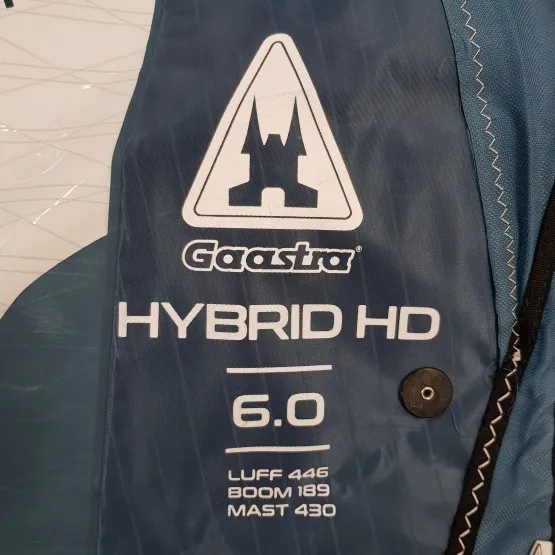 Gaastra®
HYBRID HD
6.0
LUFF 446
BOOM 189
MAST 430